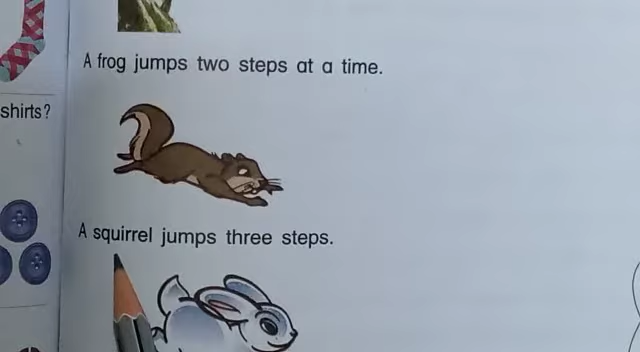 A frog jumps two steps at a time.
shirts?
A squirrel jumps three steps.